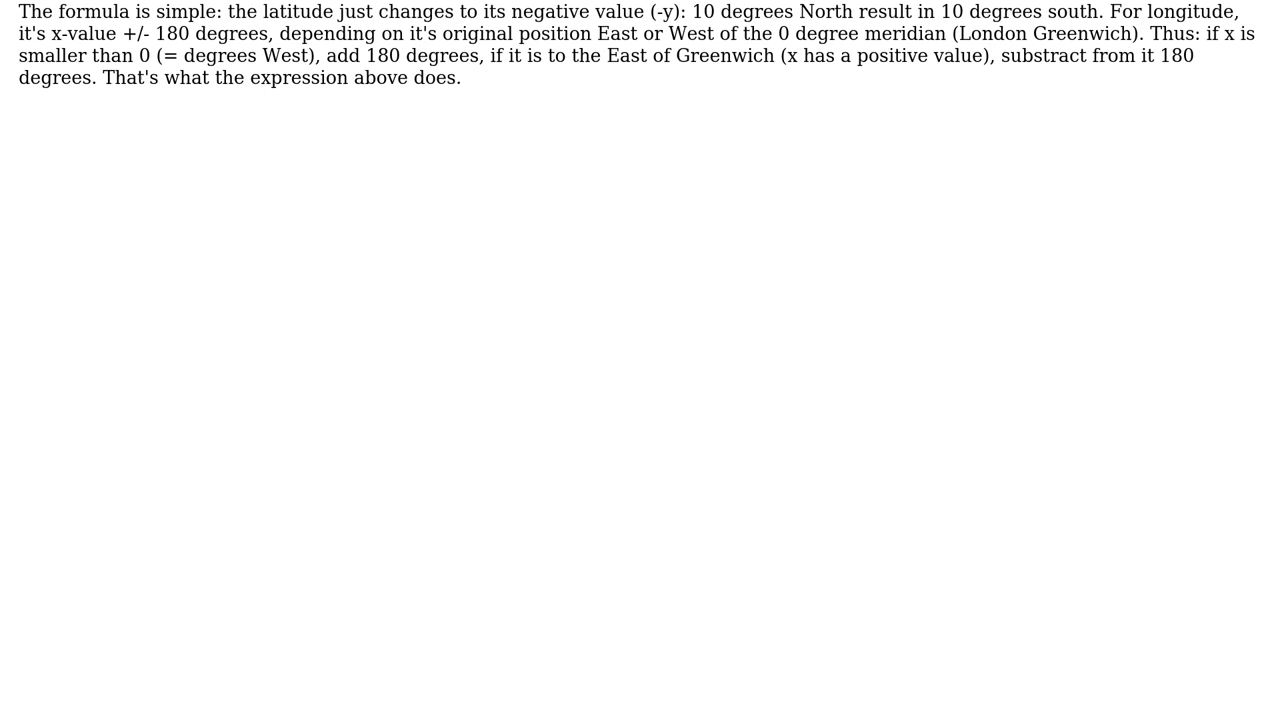 The formula is simple: the latitude just changes to its negative value (-y): 10 degrees North result in 10 degrees south. For longitude,
it's x-value +/- 180 degrees, depending on it's original position East or West of the 0 degree meridian (London Greenwich). Thus: if x is
smaller than 0 (= degrees West), add 180 degrees, if it is to the East of Greenwich (x has a positive value), substract from it 180
degrees. That's what the expression above does.